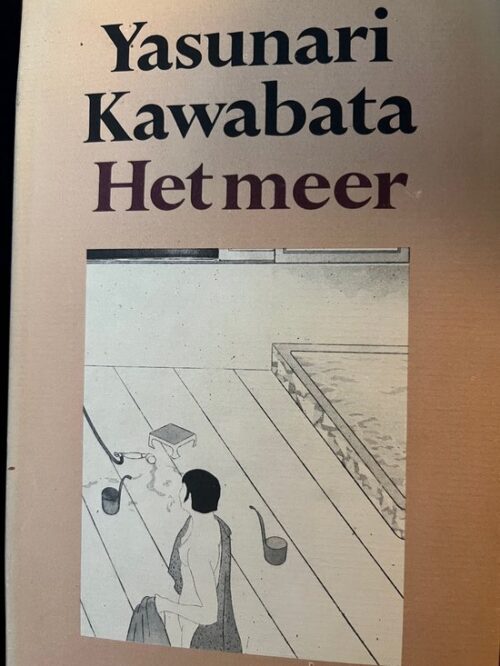 Yasunari
Kawabata
Het meer